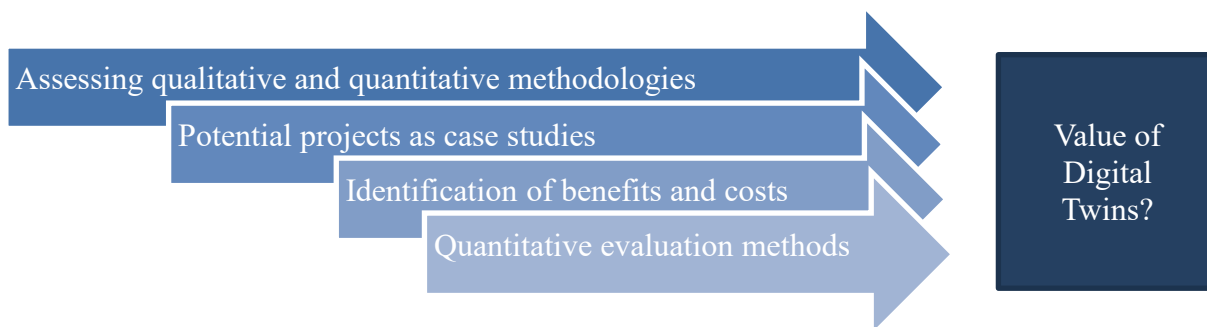 Assessing qualitative and quantitative methodologies
Potential projects as case studies
Identification of benefits and costs
Quantitative evaluation methods
Value of
Digital
Twins?